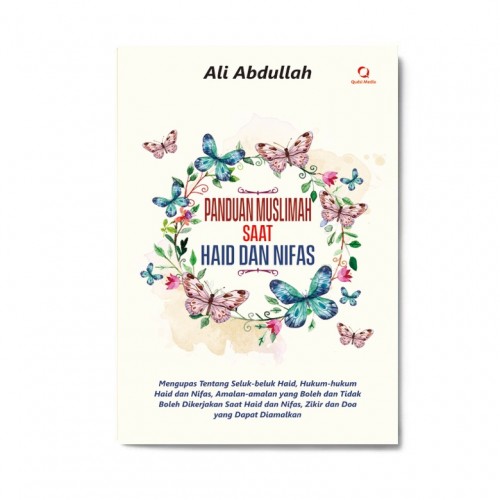 Ali Abdullah
Qudsi Media
PANDUAN MUSLIMAH
SAAT
HAID DAN NIFAS
Mengupas Tentang Seluk-beluk Haid, Hukum-hukum
Haid dan Nifas, Amalan-amalan yang Boleh dan Tidak
Boleh Dikerjakan Saat Haid dan Nifas, Zikir dan Doa
yang Dapat Diamalkan